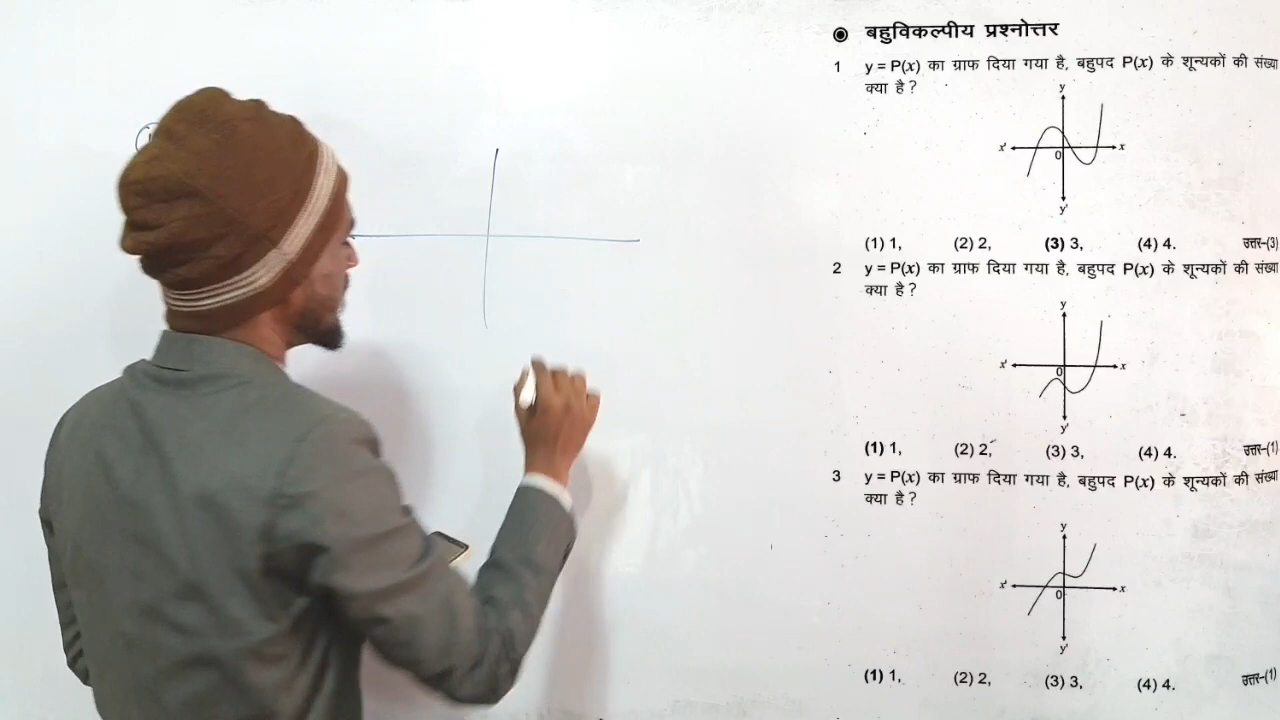 बहुविकल्पीय प्रश्नोत्तर
1 y = P(x) का ग्राफ दिया गया है, बहुपद P(x) के शून्यकों की संख्या
क्या है ?
y
x' 0 x
y'
(1) 1, (2) 2, (3) 3, (4) 4. उत्तर–(3)
2 y = P(x) का ग्राफ दिया गया है, बहुपद P(x) के शून्यकों की संख्या
क्या है ?
y
x' 0 x
y'
(1) 1, (2) 2, (3) 3, (4) 4. उत्तर–(1)
3 y = P(x) का ग्राफ दिया गया है, बहुपद P(x) के शून्यकों की संख्या
क्या है ?
y
x' 0 x
y'
(1) 1, (2) 2, (3) 3, (4) 4. उत्तर–(1)